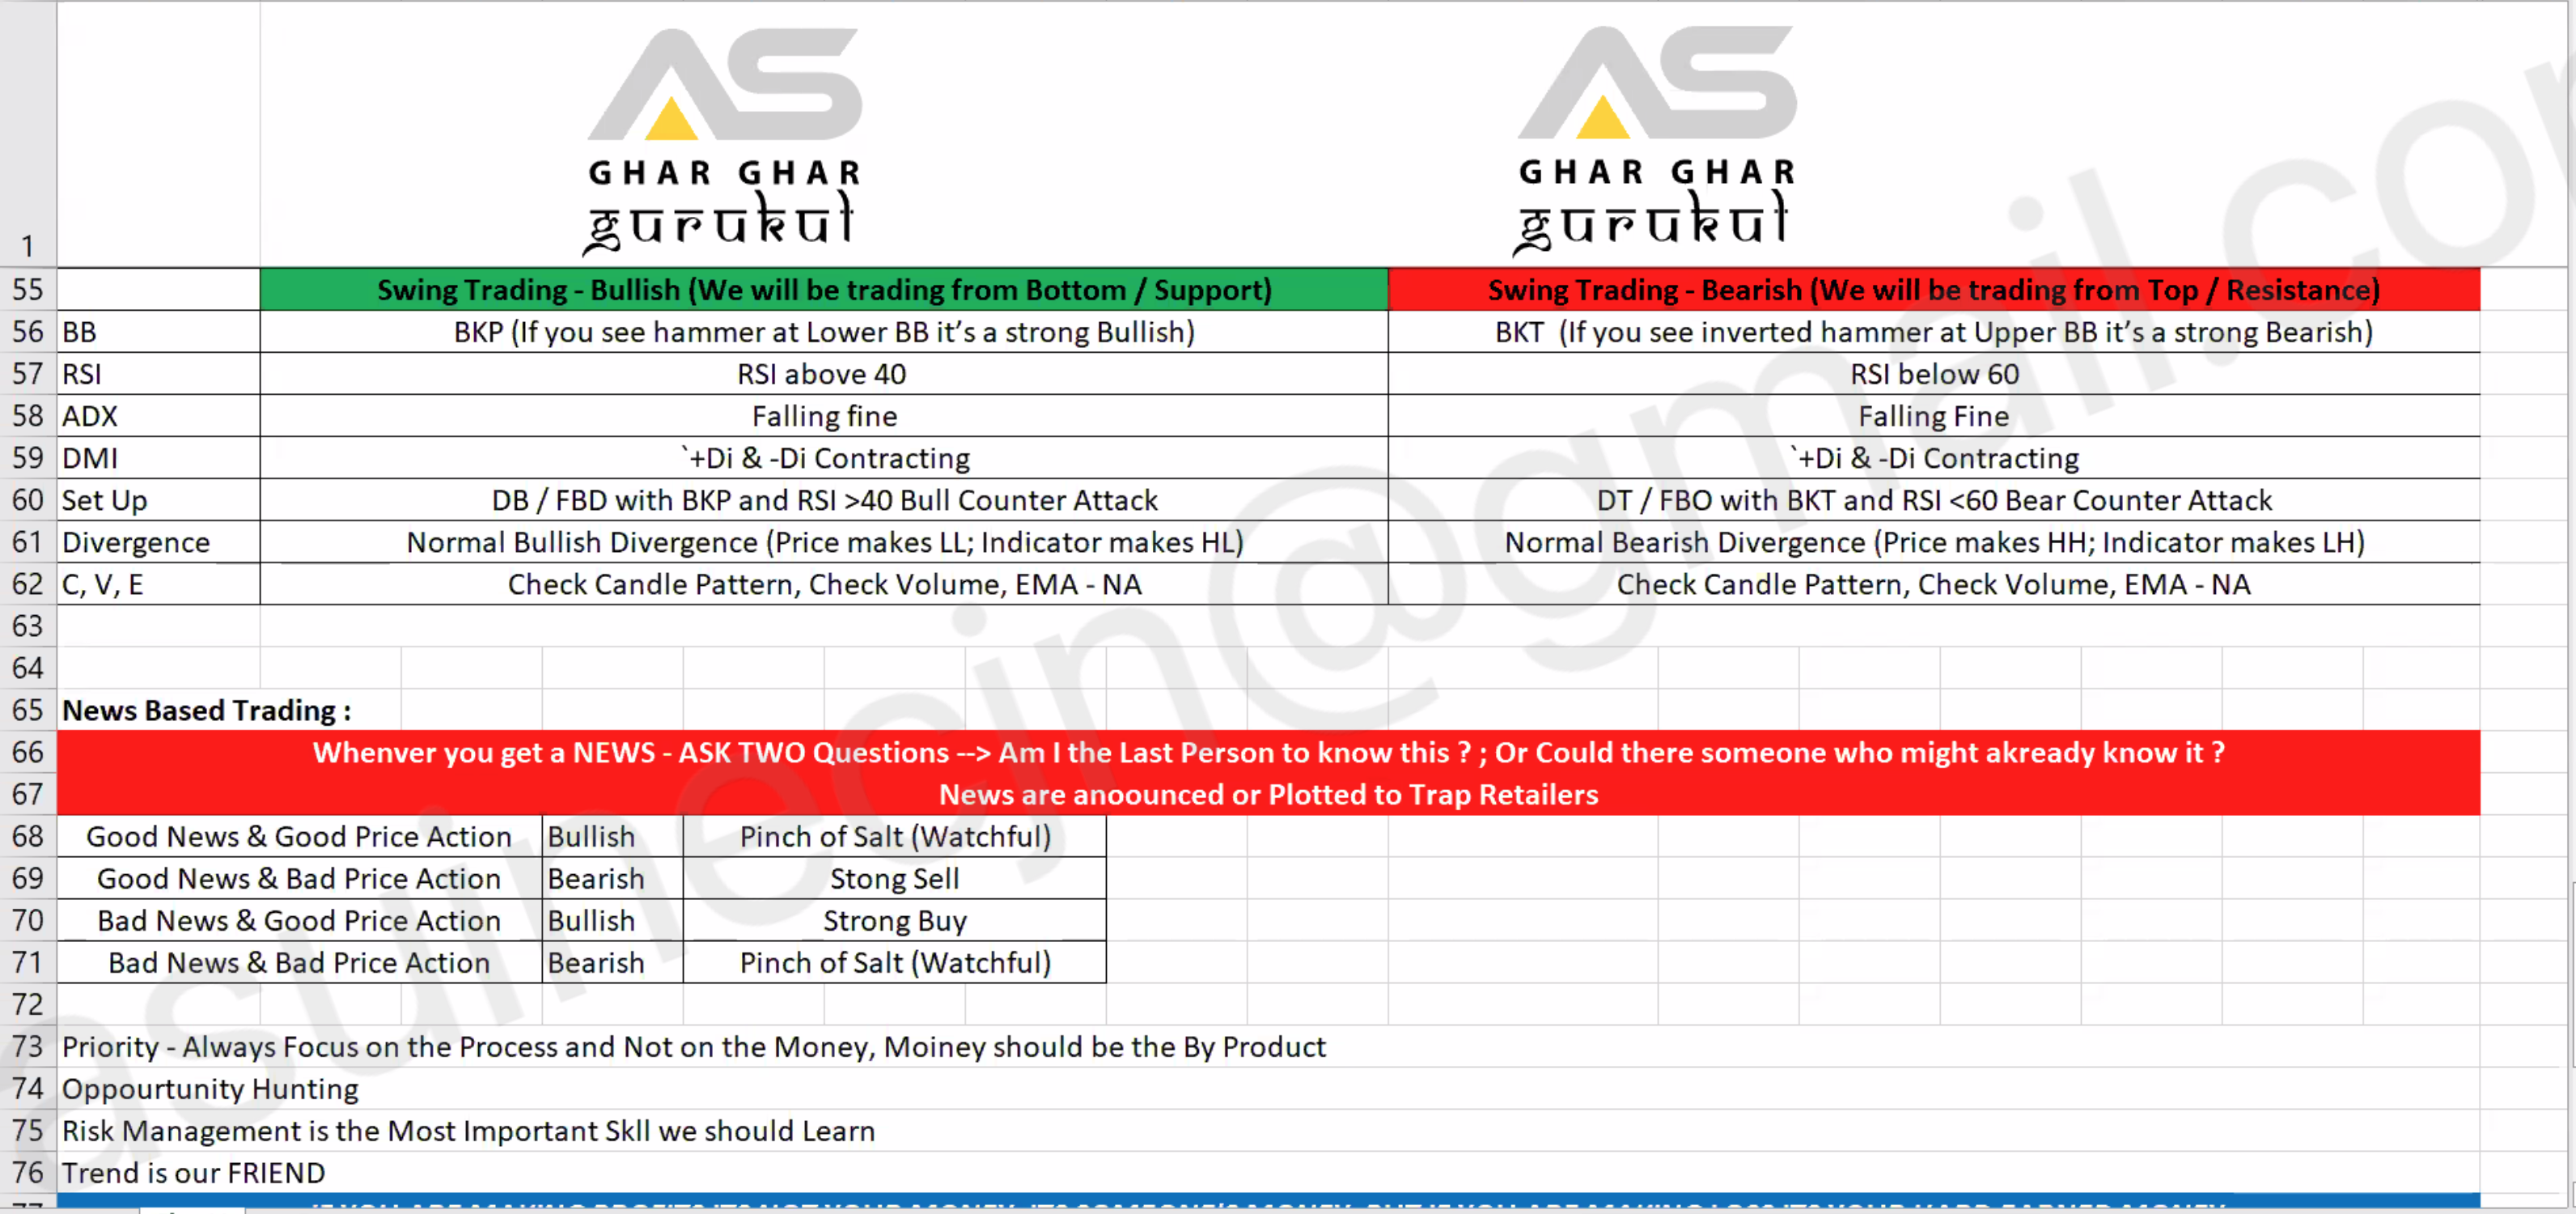 AS AS
GHAR GHAR GHAR GHAR
gurukul gurukul
1
55 Swing Trading - Bullish (We will be trading from Bottom / Support) Swing Trading - Bearish (We will be trading from Top / Resistance)
56 BB BKP (If you see hammer at Lower BB it’s a strong Bullish) BKT (If you see inverted hammer at Upper BB it’s a strong Bearish)
57 RSI RSI above 40 RSI below 60
58 ADX Falling fine Falling Fine
59 DMI `+Di & -Di Contracting `+Di & -Di Contracting
60 Set Up DB / FBD with BKP and RSI >40 Bull Counter Attack DT / FBO with BKT and RSI <60 Bear Counter Attack
61 Divergence Normal Bullish Divergence (Price makes LL; Indicator makes HL) Normal Bearish Divergence (Price makes HH; Indicator makes LH)
62 C, V, E Check Candle Pattern, Check Volume, EMA - NA Check Candle Pattern, Check Volume, EMA - NA
63
64
65 News Based Trading :
66 Whenver you get a NEWS - ASK TWO Questions --> Am I the Last Person to know this ? ; Or Could there someone who might akready know it ?
67 News are anoounced or Plotted to Trap Retailers
68 Good News & Good Price Action Bullish Pinch of Salt (Watchful)
69 Good News & Bad Price Action Bearish Stong Sell
70 Bad News & Good Price Action Bullish Strong Buy
71 Bad News & Bad Price Action Bearish Pinch of Salt (Watchful)
72
73 Priority - Always Focus on the Process and Not on the Money, Moiney should be the By Product
74 Oppourtunity Hunting
75 Risk Management is the Most Important Skll we should Learn
76 Trend is our FRIEND
77